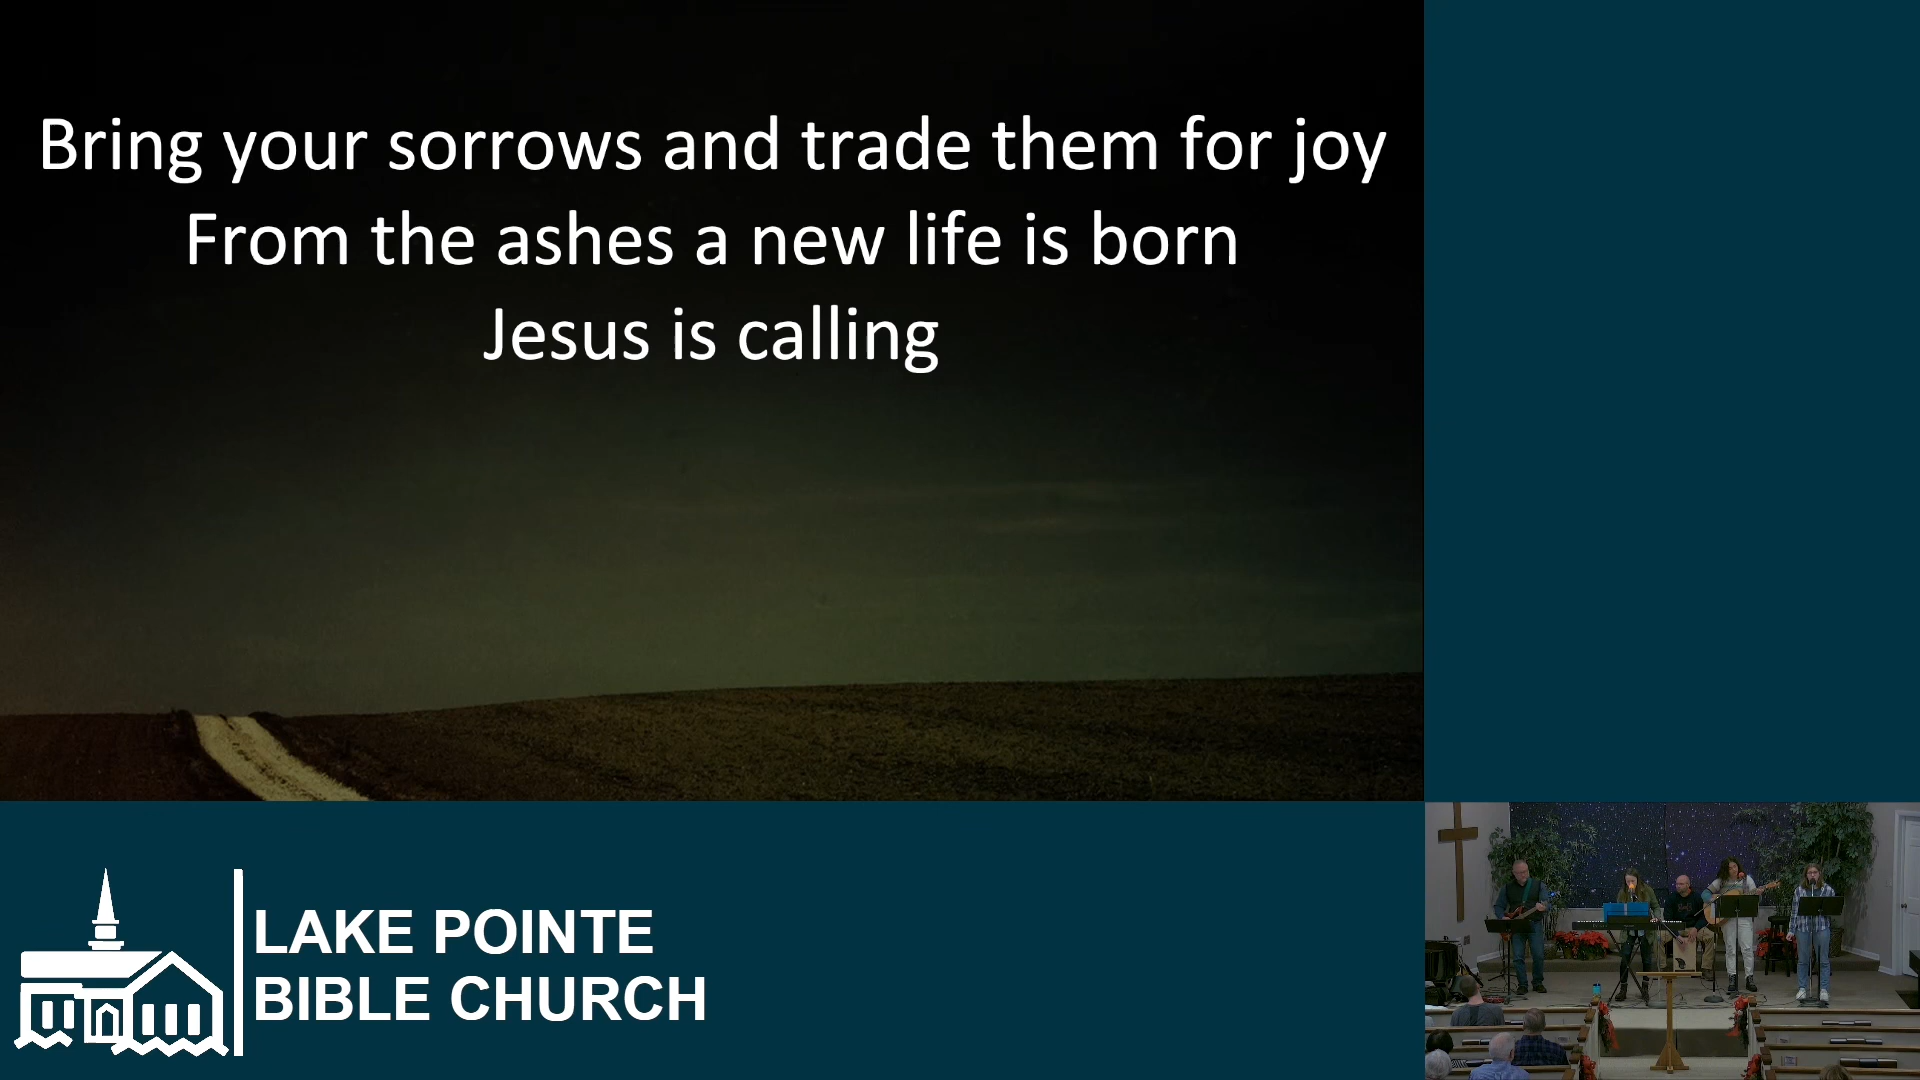 Bring your sorrows and trade them for joy
From the ashes a new life is born
Jesus is calling
LAKE POINTE
BIBLE CHURCH